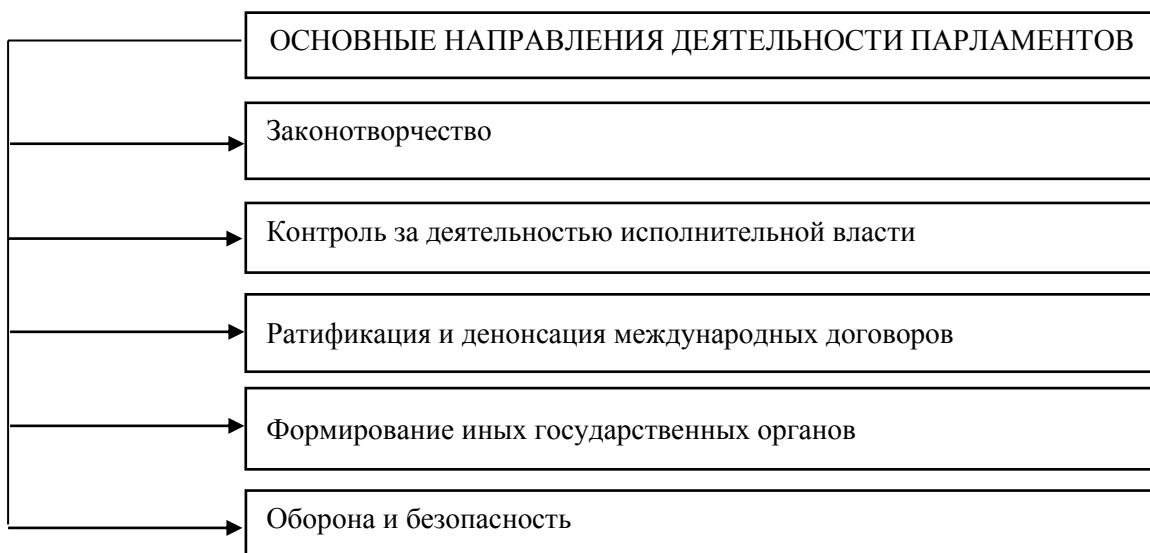 ОСНОВНЫЕ НАПРАВЛЕНИЯ ДЕЯТЕЛЬНОСТИ ПАРЛАМЕНТОВ
Законотворчество
Контроль за деятельностью исполнительной власти
Ратификация и денонсация международных договоров
Формирование иных государственных органов
Оборона и безопасность